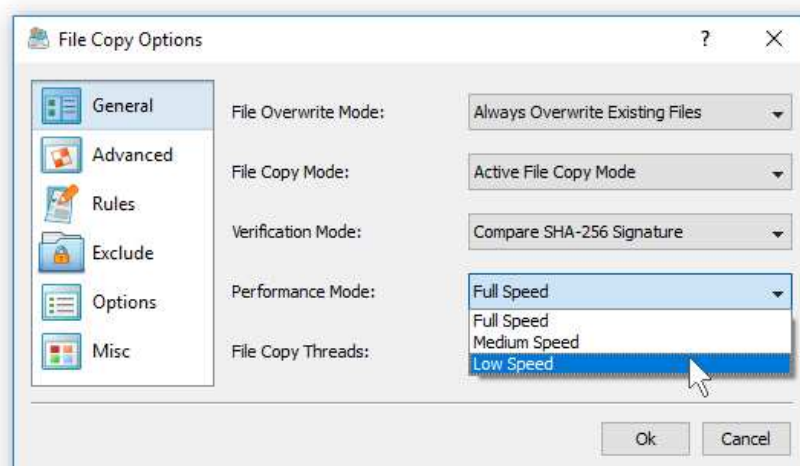 File Copy Options ?
General
Advanced
Rules
Exclude
Options
Misc
File Overwrite Mode: Always Overwrite Existing Files
File Copy Mode: Active File Copy Mode
Verification Mode: Compare SHA-256 Signature
Performance Mode: Full Speed
Full Speed
Medium Speed
Low Speed
File Copy Threads:
Ok Cancel